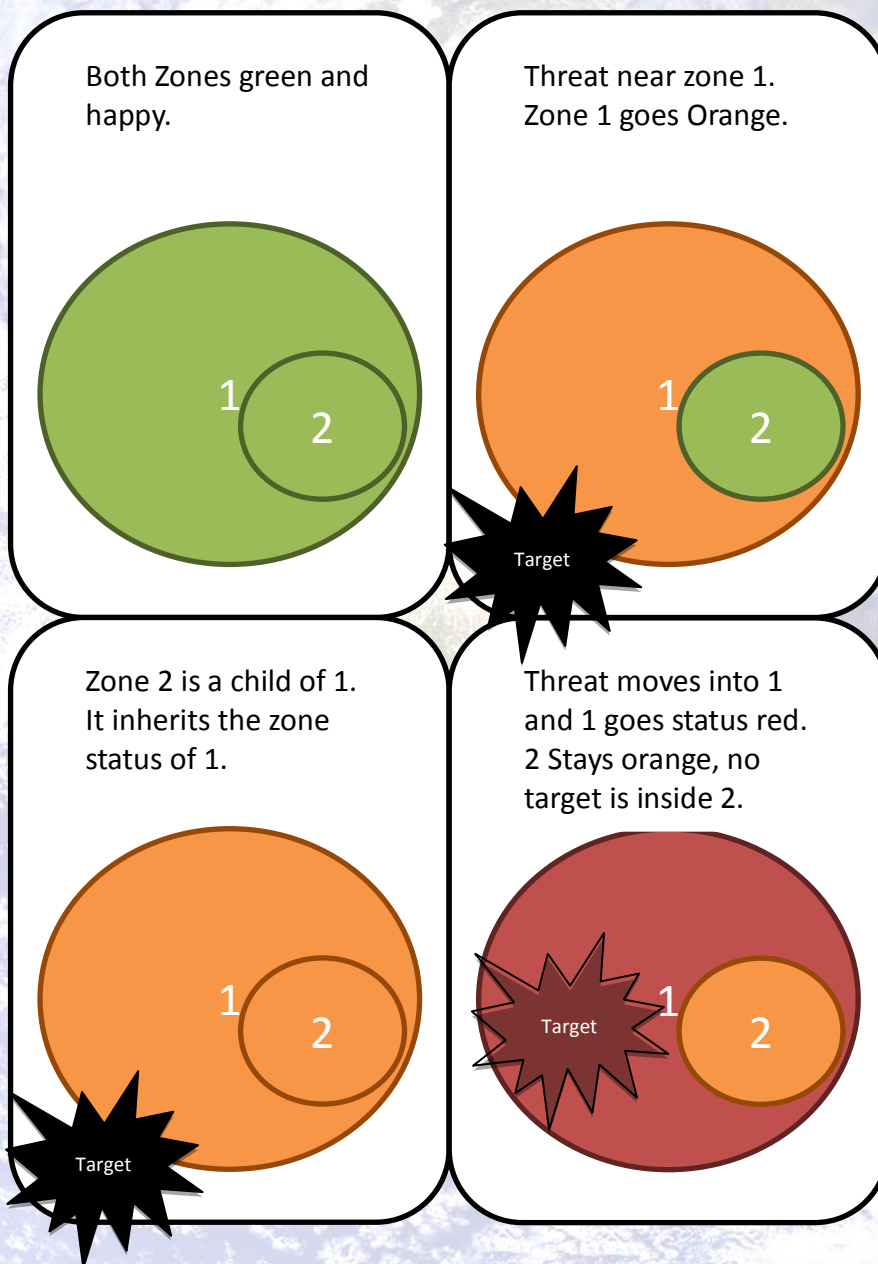 Both Zones green and
happy.
1
2
Threat near zone 1.
Zone 1 goes Orange.
1
2
Target
Zone 2 is a child of 1.
It inherits the zone
status of 1.
1
2
Target
Threat moves into 1
and 1 goes status red.
2 Stays orange, no
target is inside 2.
1
2
Target